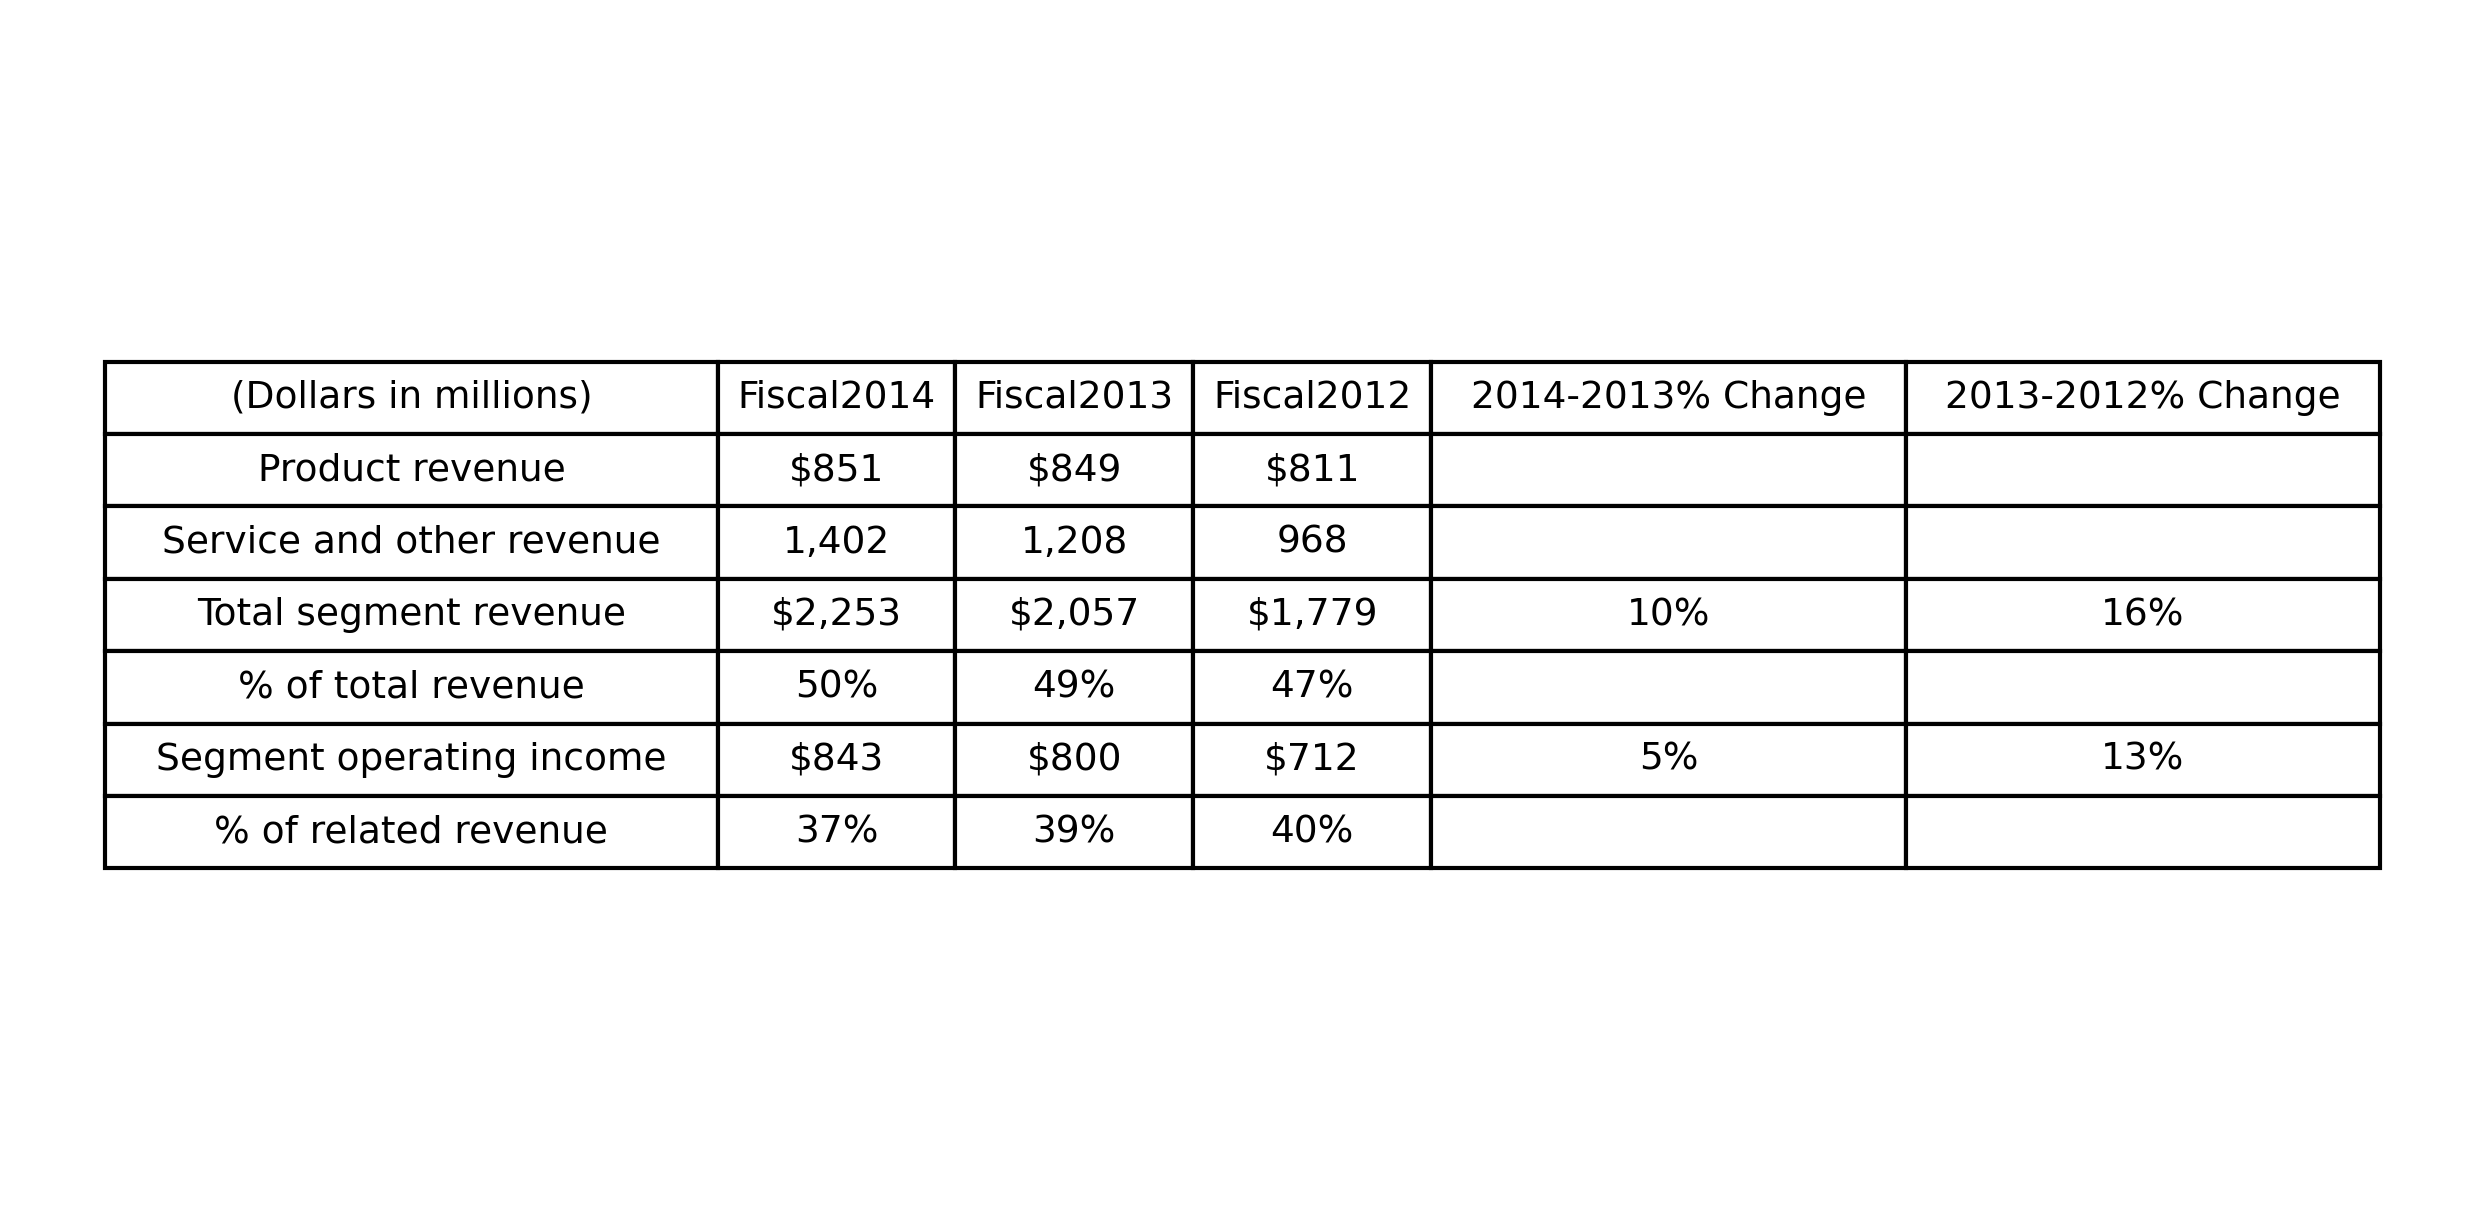 (Dollars in millions) Fiscal2014 Fiscal2013 Fiscal2012 2014-2013% Change 2013-2012% Change
Product revenue $851 $849 $811
Service and other revenue 1,402 1,208 968
Total segment revenue $2,253 $2,057 $1,779 10% 16%
% of total revenue 50% 49% 47%
Segment operating income $843 $800 $712 5% 13%
% of related revenue 37% 39% 40%